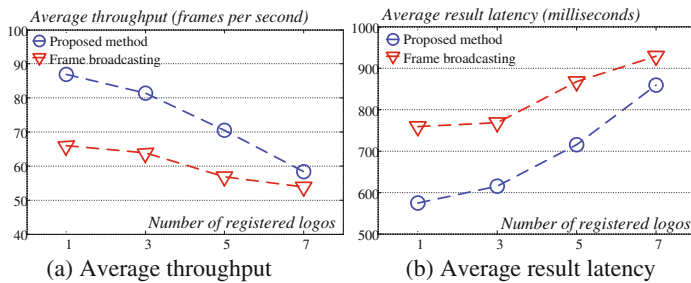 Average throughput (frames per second)
100
Proposed method
Frame broadcasting
90
80
70
60
50
40
Number of registered logos
1 3 5 7
(a) Average throughput
Average result latency (milliseconds)
1000
Proposed method
Frame broadcasting
900
800
700
600
500
Number of registered logos
1 3 5 7
(b) Average result latency